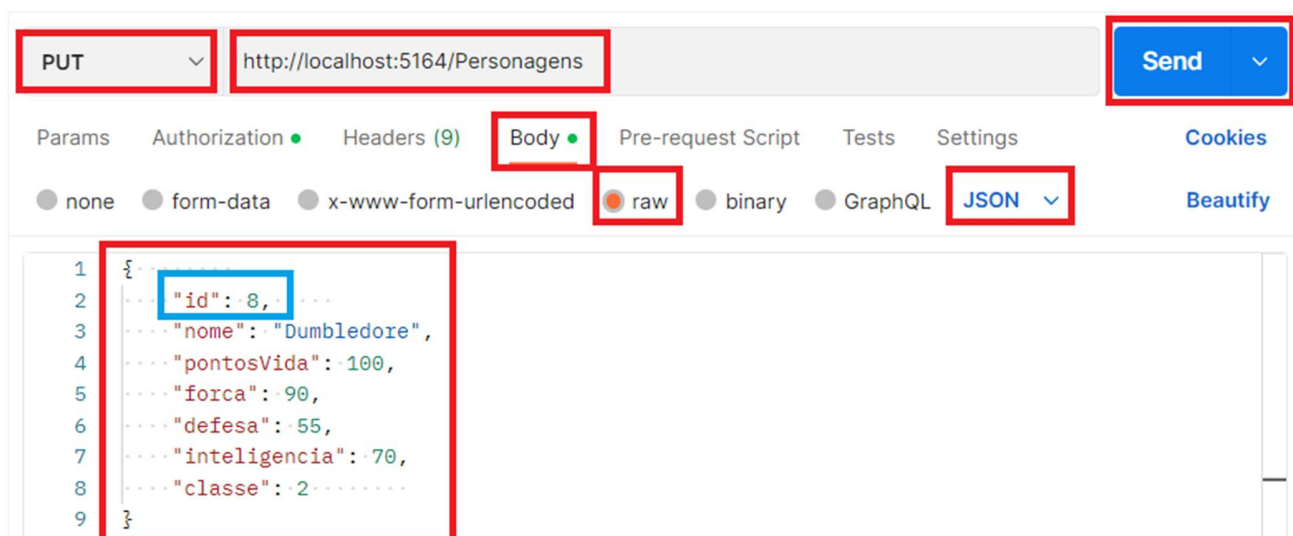 PUT http://localhost:5164/Personagens Send
Params Authorization Headers (9) Body Pre-request Script Tests Settings Cookies
none form-data x-www-form-urlencoded raw binary GraphQL JSON Beautify
1 {
2 "id": 8,
3 "nome": "Dumbledore",
4 "pontosVida": 100,
5 "forca": 90,
6 "defesa": 55,
7 "inteligencia": 70,
8 "classe": 2
9 }